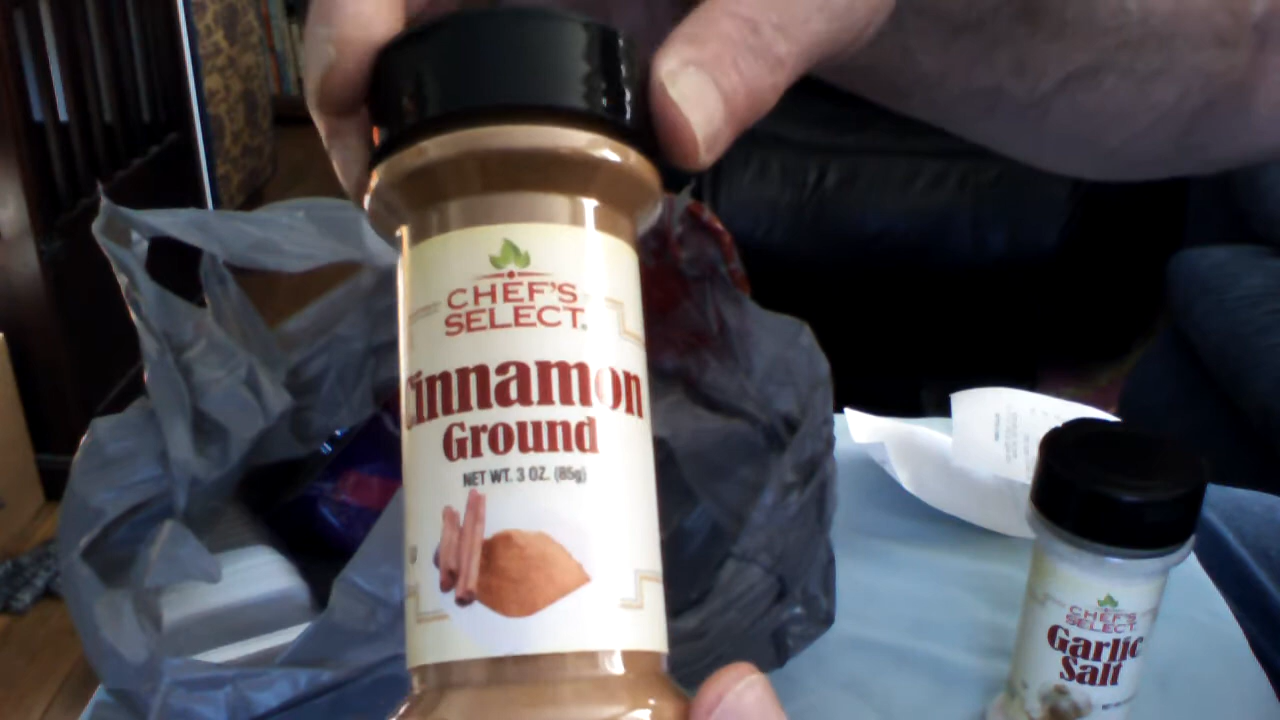 CHEF'S
SELECT
Cinnamon
Ground
NET WT. 3 OZ. (85g)
CHEF'S
SELECT
Garlic
Salt